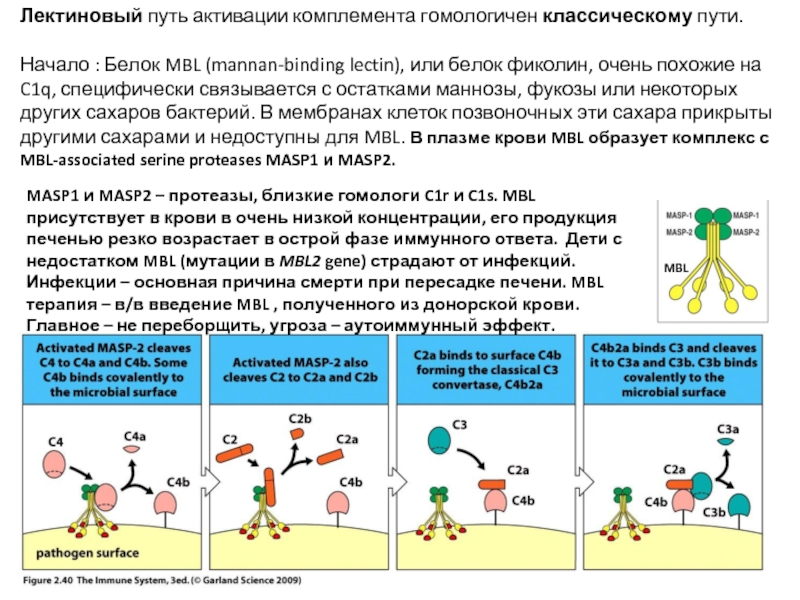 Лектиновый путь активации комплемента гомологичен классическому пути.
Начало : Белок MBL (mannan-binding lectin), или белок фиколин, очень похожие на
C1q, специфически связывается с остатками маннозы, фукозы или некоторых
других сахаров бактерий. В мембранах клеток позвоночных эти сахара прикрыты
другими сахарами и недоступны для MBL. В плазме крови MBL образует комплекс с
MBL-associated serine proteases MASP1 и MASP2.
MASP1 и MASP2 – протеазы, близкие гомологи C1r и C1s. MBL
присутствует в крови в очень низкой концентрации, его продукция
печенью резко возрастает в острой фазе иммунного ответа. Дети с
недостатком MBL (мутации в MBL2 gene) страдают от инфекций.
Инфекции – основная причина смерти при пересадке печени. MBL
терапия – в/в введение MBL , полученного из донорской крови.
Главное – не переборщить, угроза – аутоиммунный эффект.
MASP-1
MASP-1
MASP-2
MASP-2
MBL
Activated MASP-2 cleaves
C4 to C4a and C4b. Some
C4b binds covalently to
the microbial surface
C4
C4a
C4b
pathogen surface
Activated MASP-2 also
cleaves C2 to C2a and C2b
C2
C2b
C2a
C4b
C2a binds to surface C4b
forming the classical C3
convertase, C4b2a
C3
C2a
C4b
C4b2a binds C3 and cleaves
it to C3a and C3b. C3b binds
covalently to the
microbial surface
C3a
C2a
C4b
C3b
Figure 2.40 The Immune System, 3ed. (© Garland Science 2009)